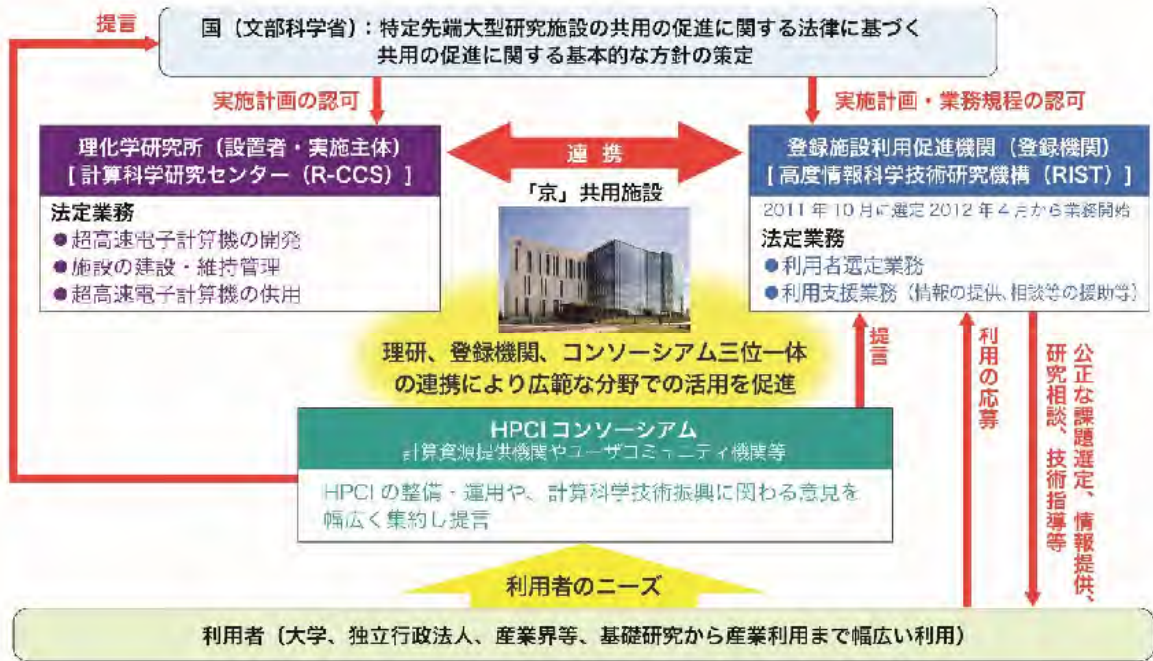 提言
国（文部科学省）：特定先端大型研究施設の共用の促進に関する法律に基づく
共用の促進に関する基本的な方針の策定
実施計画の認可
実施計画・業務規程の認可
理化学研究所（設置者・実施主体）
[ 計算科学研究センター（R-CCS）]
法定業務
●超高速電子計算機の開発
●施設の建設・維持管理
●超高速電子計算機の供用
連携
「京」共用施設
登録施設利用促進機関（登録機関）
[ 高度情報科学技術研究機構（RIST）]
2011年10月に選定 2012年4月から業務開始
法定業務
●利用者選定業務
●利用支援業務（情報の提供、相談等の援助等）
理研、登録機関、コンソーシアム三位一体
の連携により広範な分野での活用を促進
提言
利用の応募
公正な課題選定、情報提供、
研究相談、技術指導等
HPCIコンソーシアム
計算資源提供機関やユーザコミュニティ機関等
HPCIの整備・運用や、計算科学技術振興に関わる意見を
幅広く集約し提言
利用者のニーズ
利用者（大学、独立行政法人、産業界等、基礎研究から産業利用まで幅広い利用）